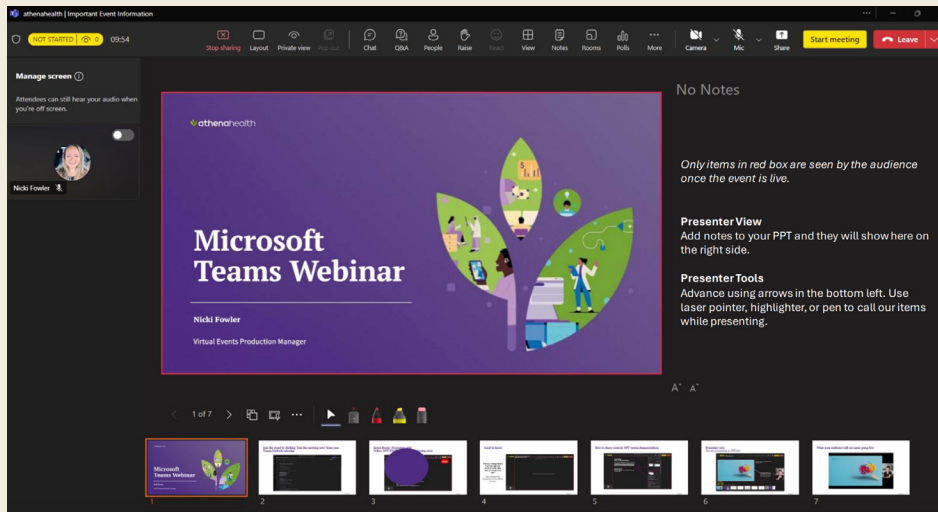 athenahealth | Important Event Information
NOT STARTED 0 09:54
Stop sharing Layout Private view Pop out Chat Q&A People Raise React View Notes Rooms Polls More Camera Mic Share Start meeting Leave
Manage screen
Attendees can still hear your audio when
you're off screen.
Nicki Fowler
athenahealth
Microsoft
Teams Webinar
Nicki Fowler
Virtual Events Production Manager
No Notes
Only items in red box are seen by the audience
once the event is live.
Presenter View
Add notes to your PPT and they will show here on
the right side.
Presenter Tools
Advance using arrows in the bottom left. Use
laser pointer, highlighter, or pen to call our items
while presenting.
A^ A˅
1 of 7
Microsoft
Teams Webinar
1 2 3 4 5 6 7